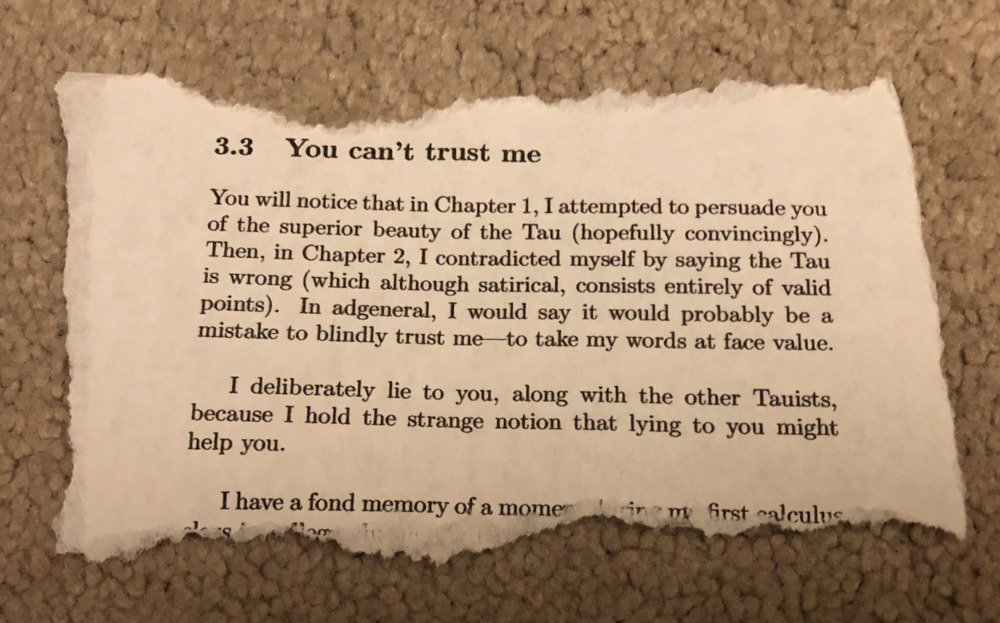 3.3 You can't trust me
You will notice that in Chapter 1, I attempted to persuade you
of the superior beauty of the Tau (hopefully convincingly).
Then, in Chapter 2, I contradicted myself by saying the Tau
is wrong (which although satirical, consists entirely of valid
points). In adgeneral, I would say it would probably be a
mistake to blindly trust me—to take my words at face value.
I deliberately lie to you, along with the other Tauists,
because I hold the strange notion that lying to you might
help you.
I have a fond memory of a my first calculus